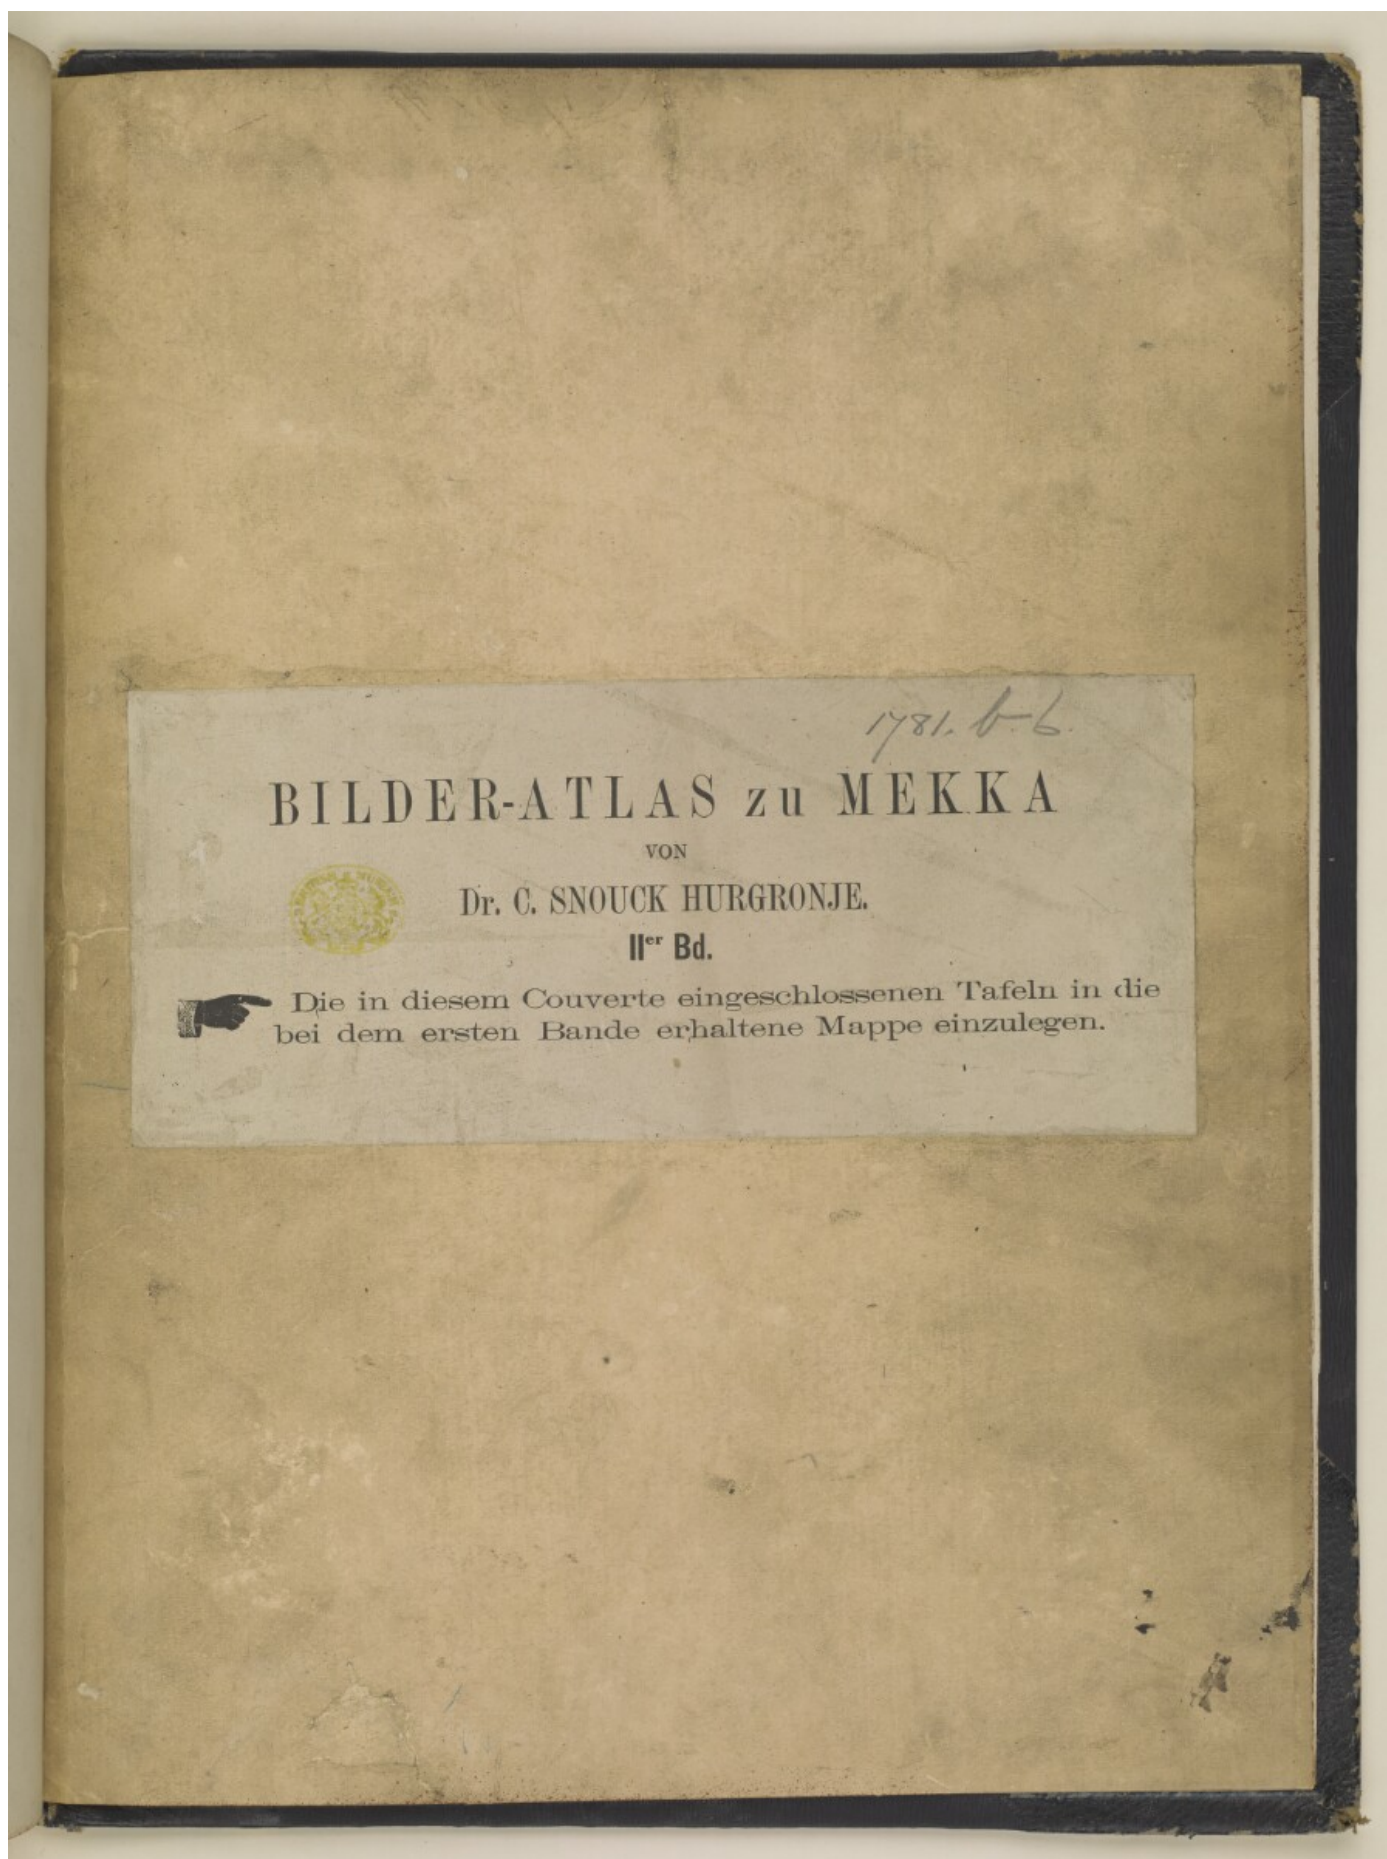 1781. b. 6.
BILDER-ATLAS zu MEKKA
VON
Dr. C. SNOUCK HURGRONJE.
IIer Bd.
Die in diesem Couverte eingeschlossenen Tafeln in die
bei dem ersten Bande erhaltene Mappe einzulegen.